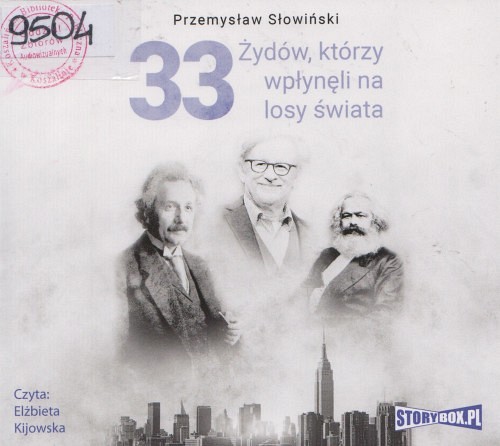 Przemysław Słowiński
9504
33
Żydów, którzy
wpłynęli na
losy świata
Czyta:
Elżbieta
Kijowska
STORYBOX.PL